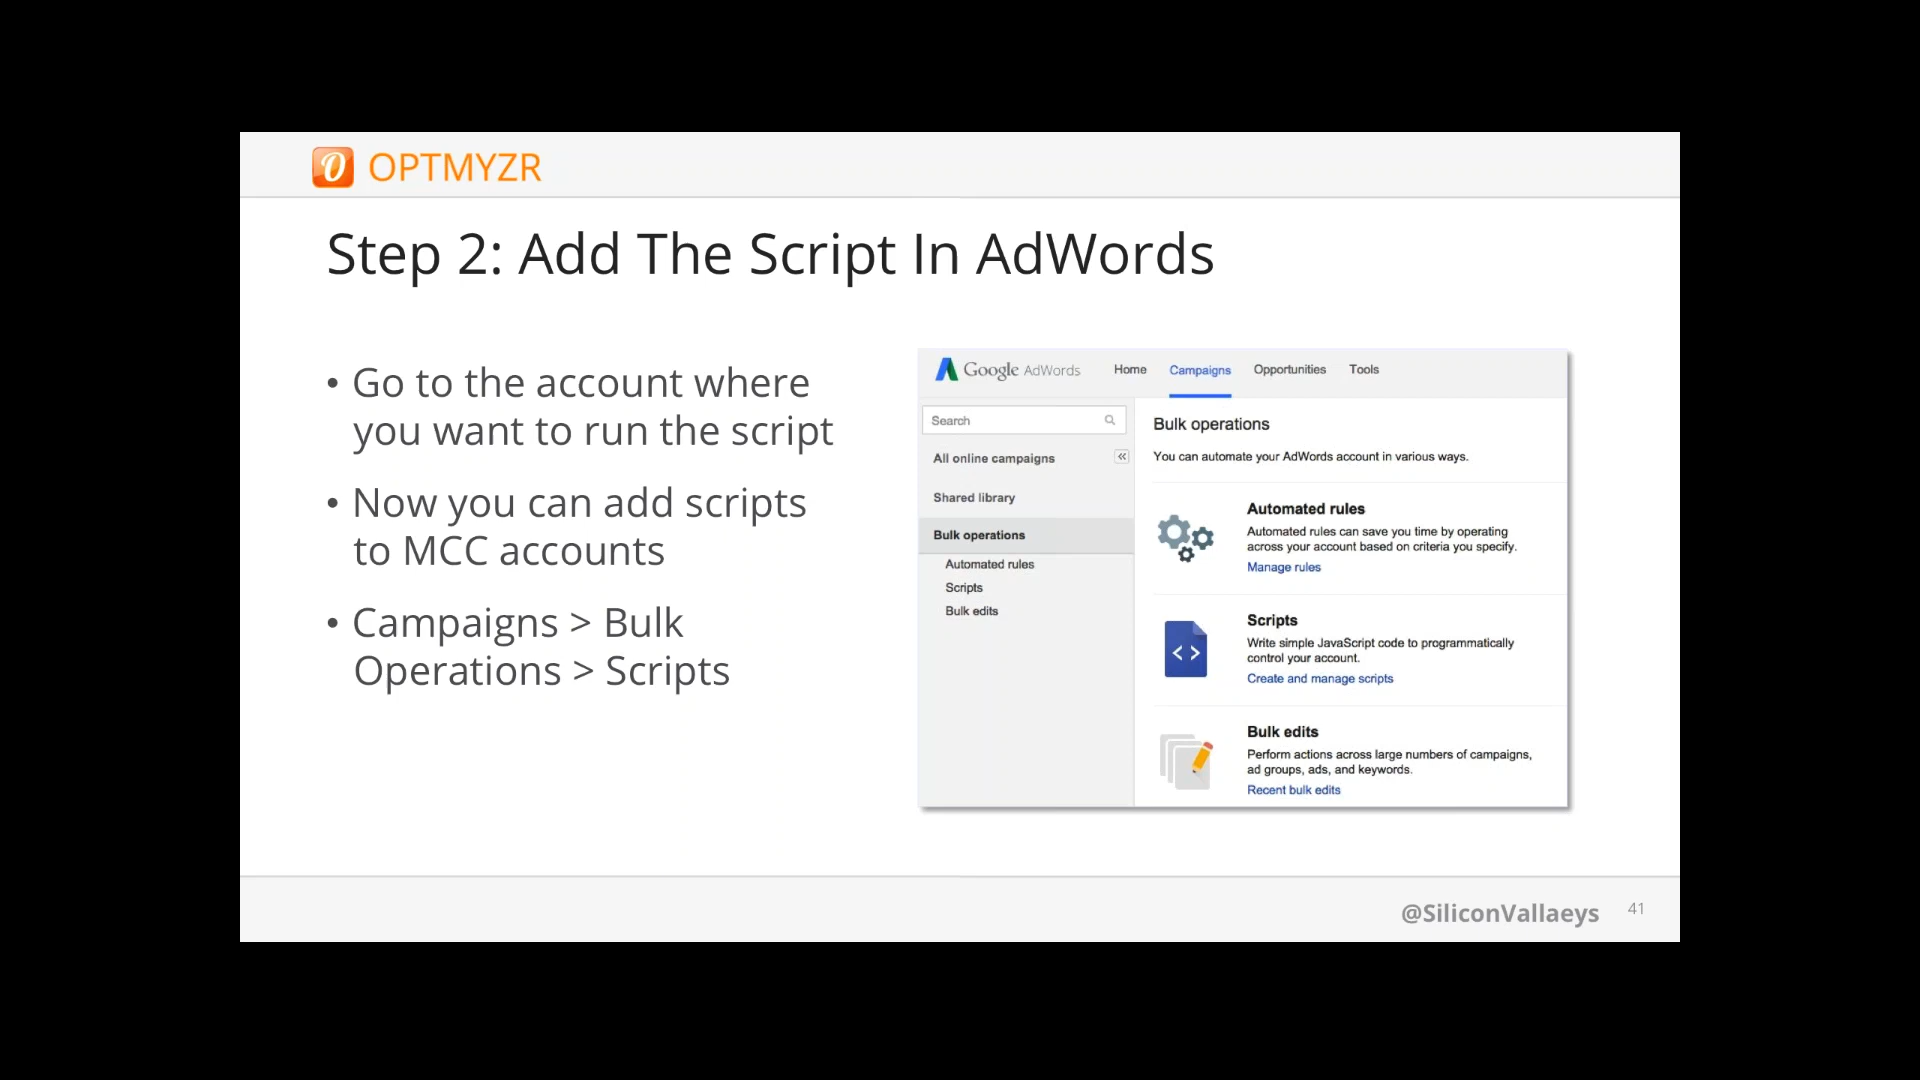 OPTMYZR
Step 2: Add The Script In AdWords
• Go to the account where
you want to run the script
• Now you can add scripts
to MCC accounts
• Campaigns > Bulk
Operations > Scripts
Google AdWords
Home
Campaigns
Opportunities
Tools
Search
All online campaigns
Shared library
Bulk operations
Automated rules
Scripts
Bulk edits
Bulk operations
You can automate your AdWords account in various ways.
Automated rules
Automated rules can save you time by operating
across your account based on criteria you specify.
Manage rules
Scripts
Write simple JavaScript code to programmatically
control your account.
Create and manage scripts
Bulk edits
Perform actions across large numbers of campaigns,
ad groups, ads, and keywords.
Recent bulk edits
@SiliconVallaeys
41